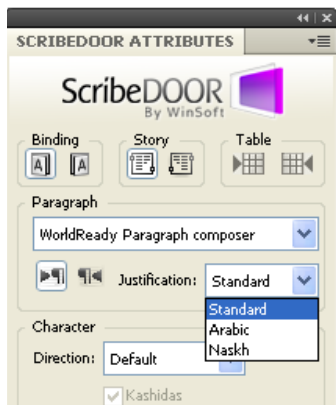 SCRIBEDOOR ATTRIBUTES
ScribeDOOR
By WinSoft
Binding
Story
Table
Paragraph
WorldReady Paragraph composer
Justification: Standard
Standard
Arabic
Naskh
Character
Direction: Default
Kashidas